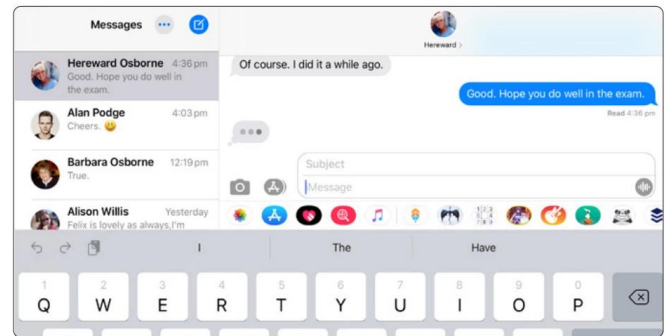 Messages
Hereward Osborne 4:36 pm
Good. Hope you do well in
the exam.
Alan Podge 4:03 pm
Cheers. 😃
Barbara Osborne 12:19 pm
True.
Alison Willis Yesterday
Felix is lovely as always,I'm
Hereward >
Of course. I did it a while ago.
Good. Hope you do well in the exam.
Read 4:36 pm
Subject
Message
I The Have
1 2 3 4 5 6 7 8 9 0
Q W E R T Y U I O P